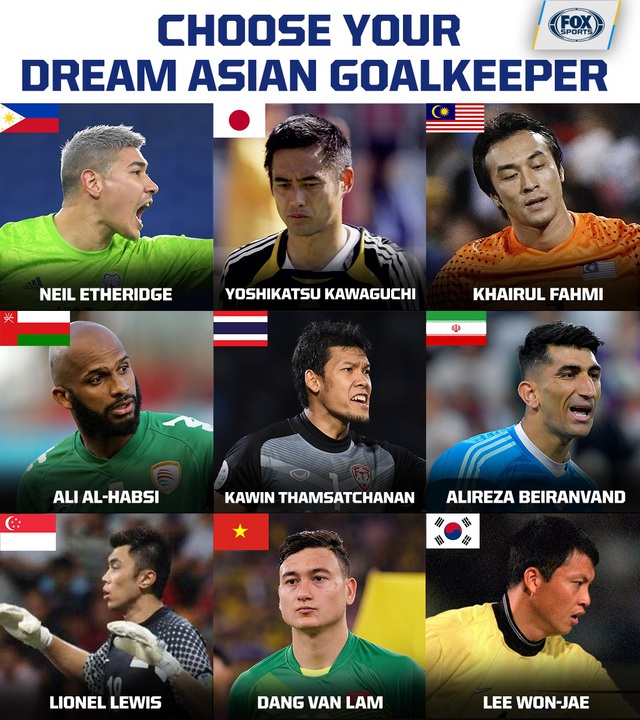 CHOOSE YOUR
DREAM ASIAN GOALKEEPER
FOX
SPORTS
NEIL ETHERIDGE
YOSHIKATSU KAWAGUCHI
KHAIRUL FAHMI
ALI AL-HABSI
KAWIN THAMSATCHANAN
ALIREZA BEIRANVAND
LIONEL LEWIS
DANG VAN LAM
LEE WON-JAE